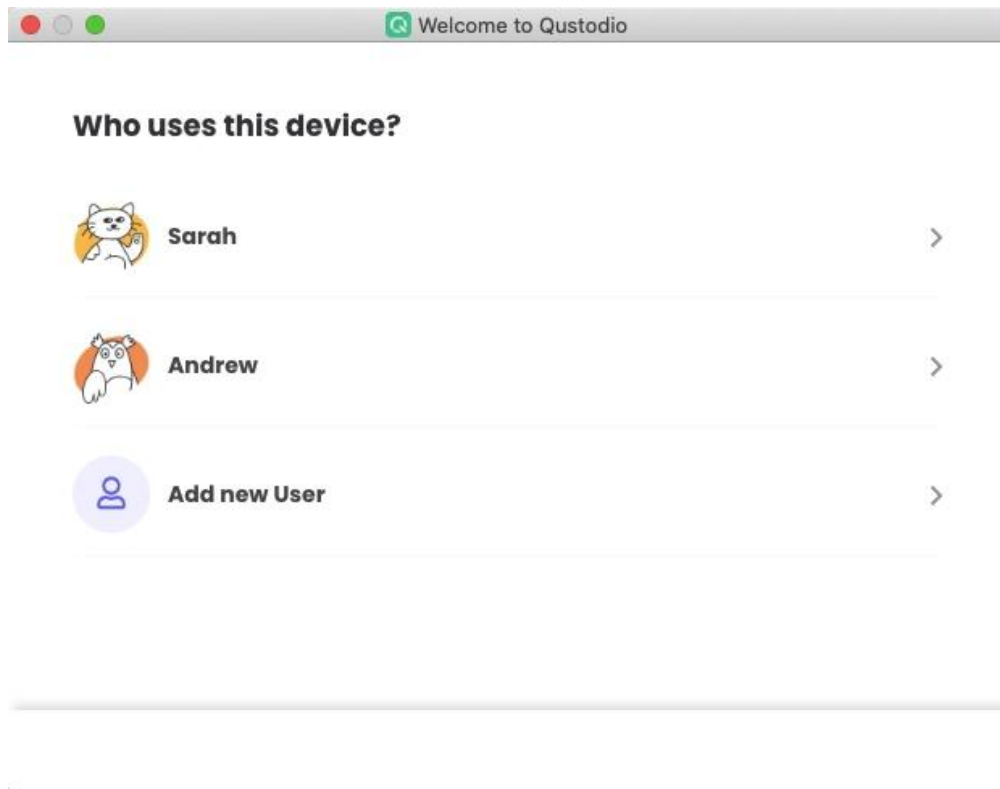 Welcome to Qustodio
Who uses this device?
Sarah
Andrew
Add new User